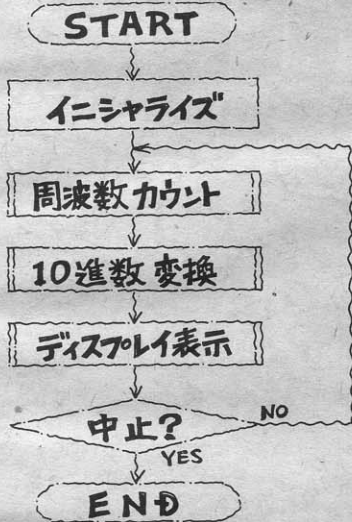 START
イニシャライズ
周波数カウント
10進数変換
ディスプレイ表示
中止?
NO
YES
END